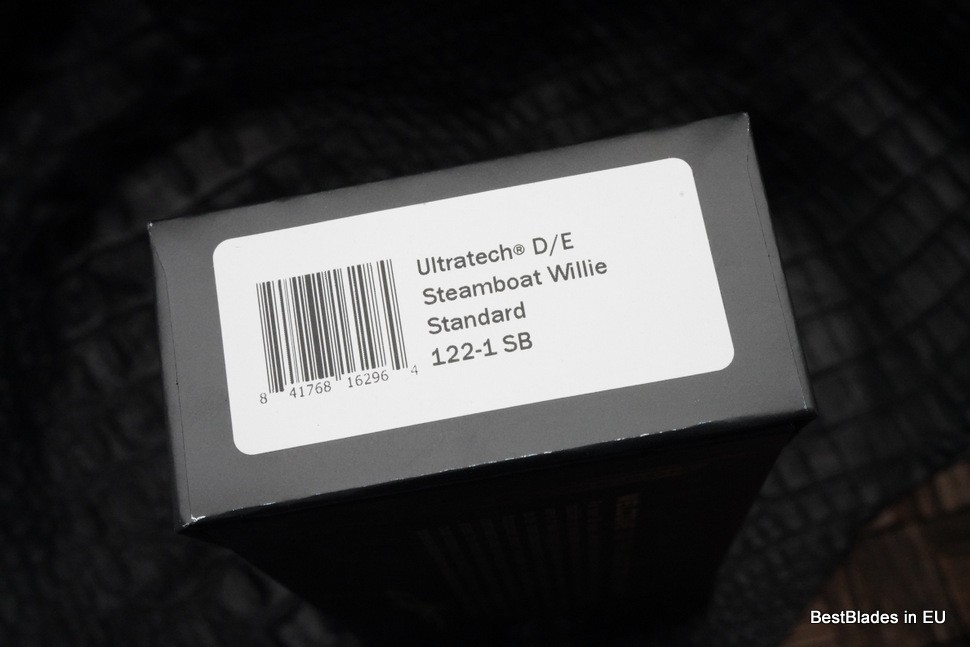 Ultratech® D/E
Steamboat Willie
Standard
122-1 SB
8 41768 16296 4
BestBlades in EU